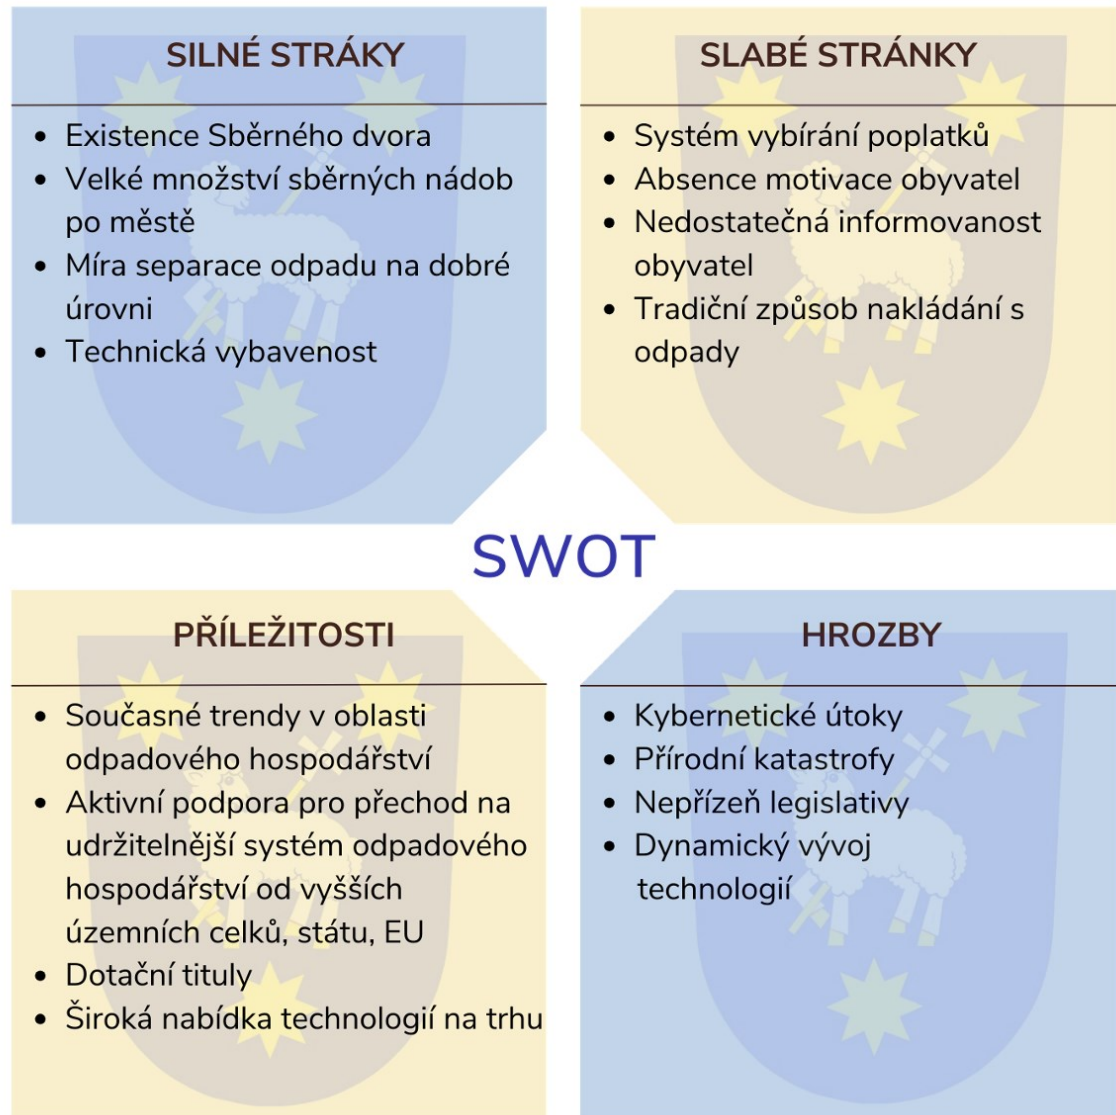 SILNÉ STRÁKY
• Existence Sběrného dvora
• Velké množství sběrných nádob
po městě
• Míra separace odpadu na dobré
úrovni
• Technická vybavenost
SLABÉ STRÁNKY
• Systém vybírání poplatků
• Absence motivace obyvatel
• Nedostatečná informovanost
obyvatel
• Tradiční způsob nakládání s
odpady
SWOT
PŘÍLEŽITOSTI
• Současné trendy v oblasti
odpadového hospodářství
• Aktivní podpora pro přechod na
udržitelnější systém odpadového
hospodářství od vyšších
územních celků, státu, EU
• Dotační tituly
• Široká nabídka technologií na trhu
HROZBY
• Kybernetické útoky
• Přírodní katastrofy
• Nepřízeň legislativy
• Dynamický vývoj
technologií